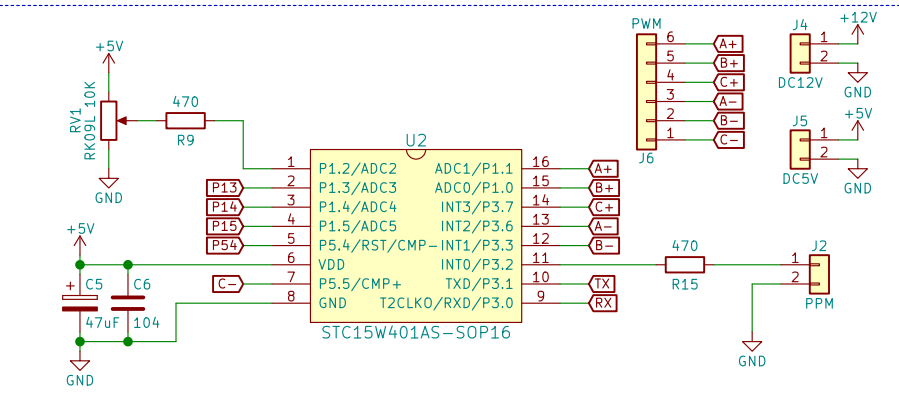 PWM
J4
+12V
+5V
6
A+
1
5
B+
2
4
C+
DC12V
GND
3
A-
RV1
RK09L 10K
470
2
B-
J5
+5V
R9
1
C-
1
J6
2
GND
DC5V
GND
U2
1
P1.2/ADC2
ADC1/P1.1
16
A+
P13
2
P1.3/ADC3
ADC0/P1.0
15
B+
P14
3
P1.4/ADC4
INT3/P3.7
14
C+
P15
4
P1.5/ADC5
INT2/P3.6
13
A-
+5V
P54
5
P5.4/RST/CMP-
INT1/P3.3
12
B-
470
J2
6
VDD
INT0/P3.2
11
1
+
C5
C6
C-
7
P5.5/CMP+
TXD/P3.1
10
TX
R15
2
8
GND
T2CLKO/RXD/P3.0
9
RX
PPM
47uF
104
STC15W401AS-SOP16
GND
GND